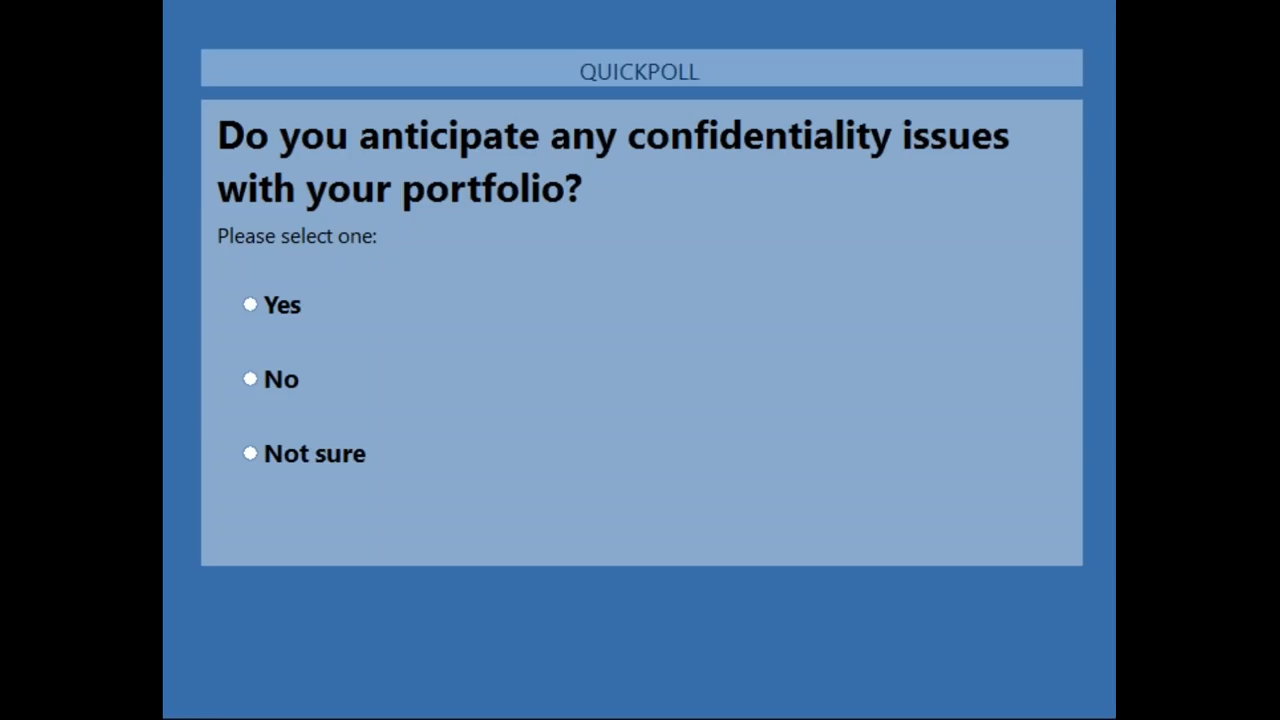 QUICKPOLL
Do you anticipate any confidentiality issues
with your portfolio?
Please select one:
Yes
No
Not sure